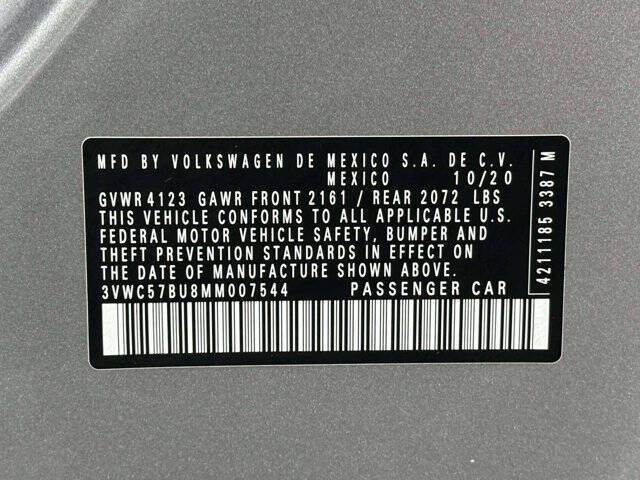 MFD BY VOLKSWAGEN DE MEXICO S.A. DE C.V.
MEXICO 10/20
GVWR 4123 GAWR FRONT 2161 / REAR 2072 LBS
THIS VEHICLE CONFORMS TO ALL APPLICABLE U.S.
FEDERAL MOTOR VEHICLE SAFETY, BUMPER AND
THEFT PREVENTION STANDARDS IN EFFECT ON
THE DATE OF MANUFACTURE SHOWN ABOVE.
3VWC57BU8MM007544 PASSENGER CAR
4211185 3387 M